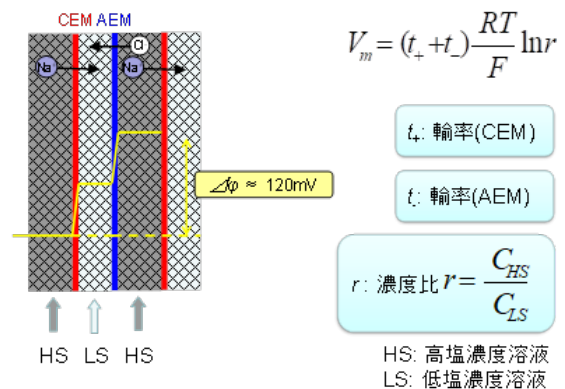 CEM AEM
Cl
Na
Na
⊿φ ≈ 120mV
HS LS HS
V_m = (t_+ + t_-) RT/F ln r
t_+: 輸率(CEM)
t_-: 輸率(AEM)
r: 濃度比 r = C_HS/C_LS
HS: 高塩濃度溶液
LS: 低塩濃度溶液